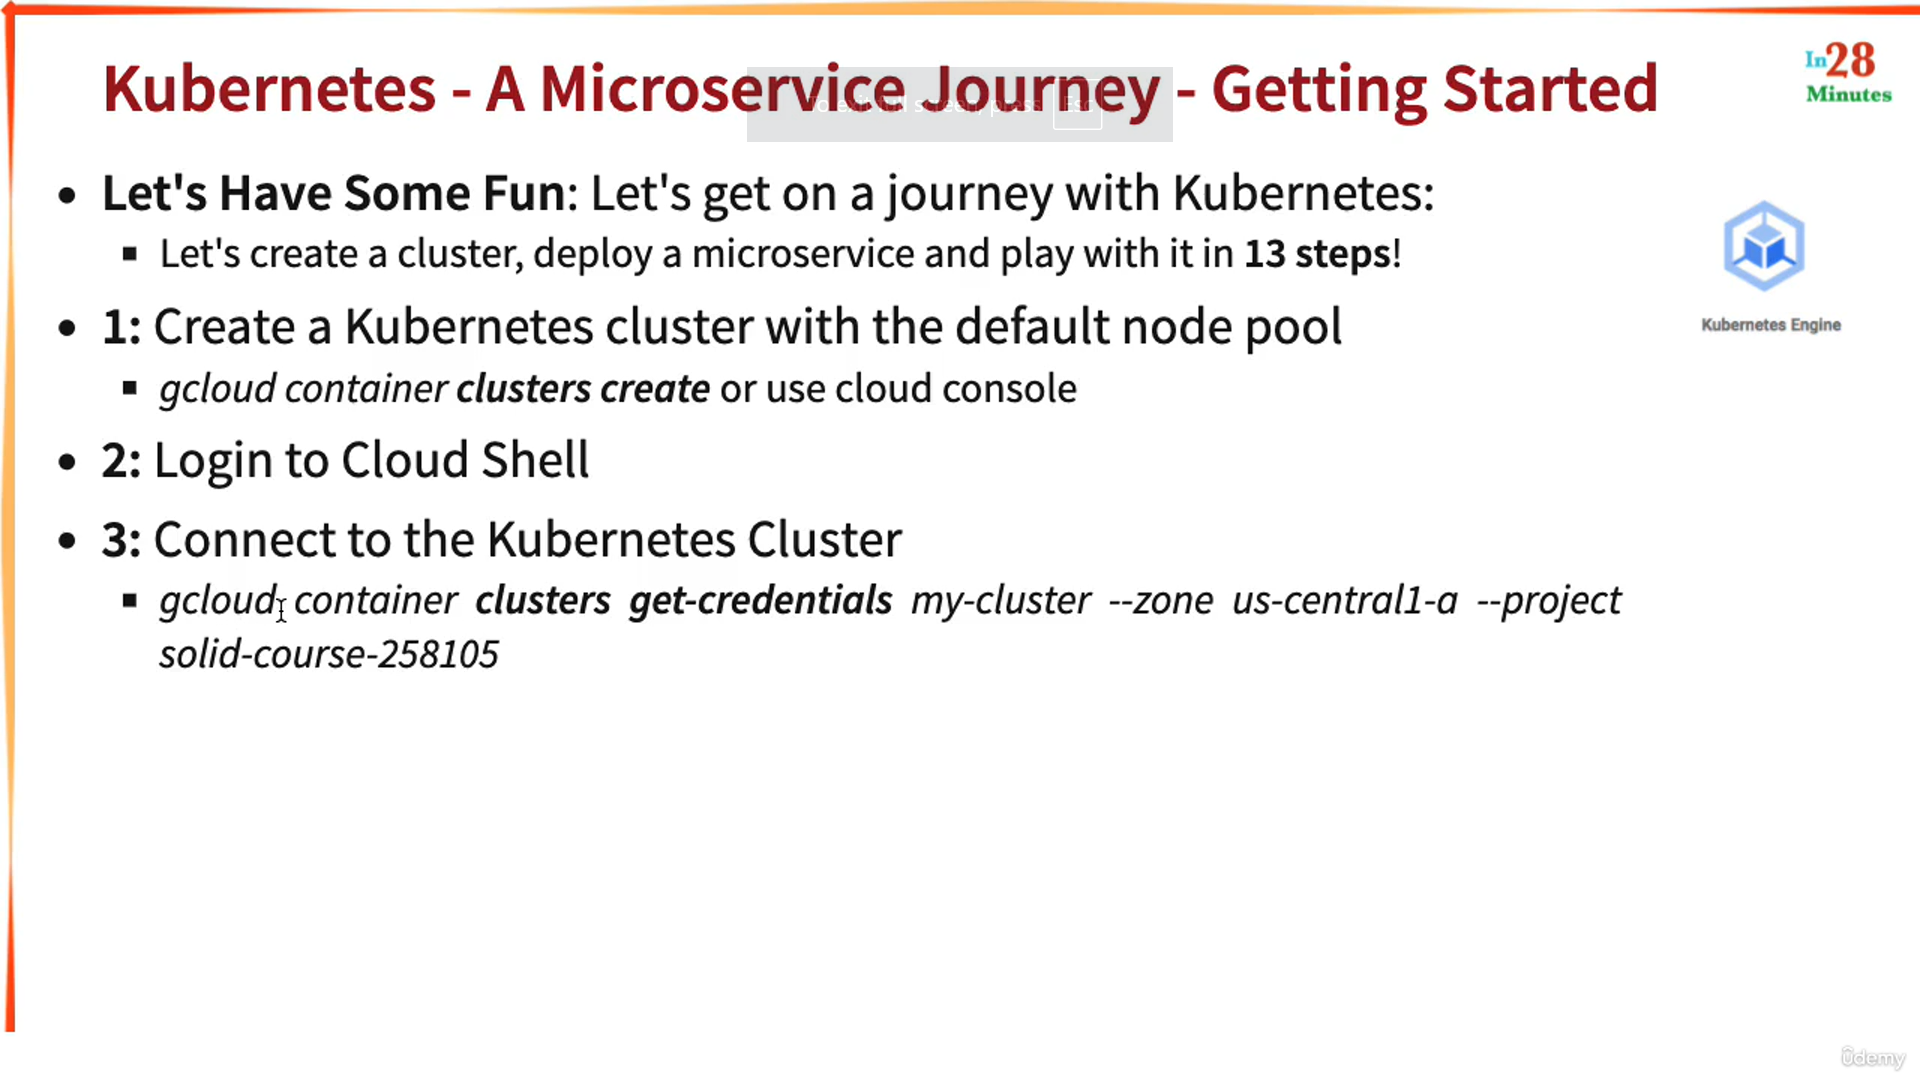 Kubernetes - A Microservice Journey - Getting Started
In28
Minutes
• Let's Have Some Fun: Let's get on a journey with Kubernetes:
▪ Let's create a cluster, deploy a microservice and play with it in 13 steps!
• 1: Create a Kubernetes cluster with the default node pool
Kubernetes Engine
▪ gcloud container clusters create or use cloud console
• 2: Login to Cloud Shell
• 3: Connect to the Kubernetes Cluster
▪ gcloud container clusters get-credentials my-cluster --zone us-central1-a --project
solid-course-258105
ûdemy